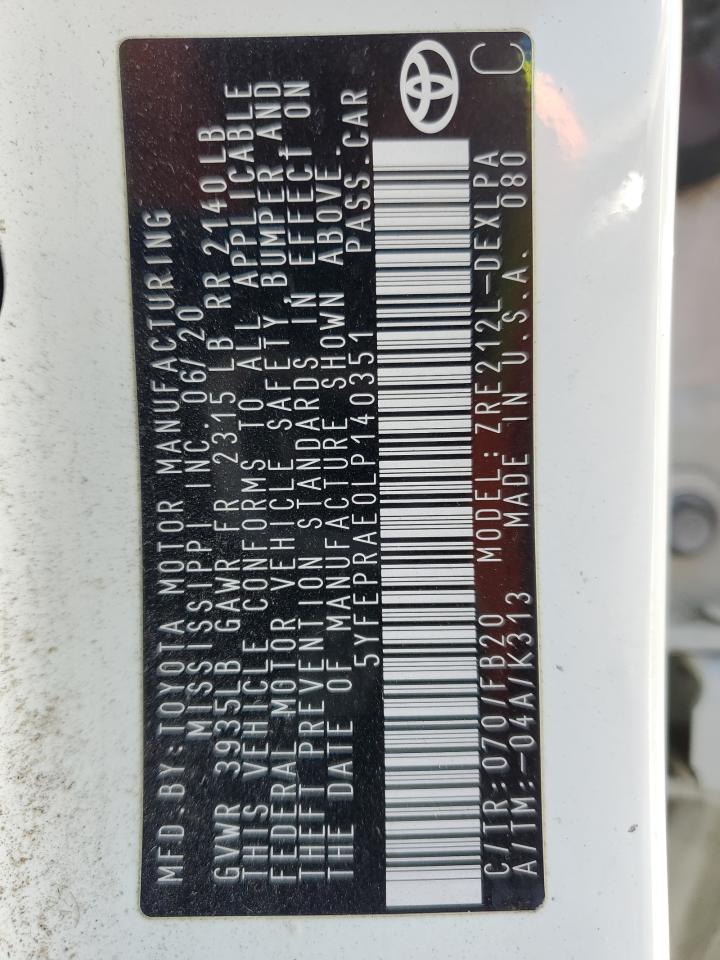 MFD.BY:TOYOTA MOTOR MANUFACTURING
MISSISSIPPI INC. 06/20
GVWR 3935LB GAWR FR 2315 LB RR 2140LB
THIS VEHICLE CONFORMS TO ALL APPLICABLE
FEDERAL MOTOR VEHICLE SAFETY, BUMPER AND
THEFT PREVENTION STANDARDS IN EFFECT ON
THE DATE OF MANUFACTURE SHOWN ABOVE.
5YFEPRAE0LP140351 PASS.CAR
C/TR:070/FB20 MODEL:ZRE212L-DEXLPA
A/TM:-04A/K313 MADE IN U.S.A. 080
C